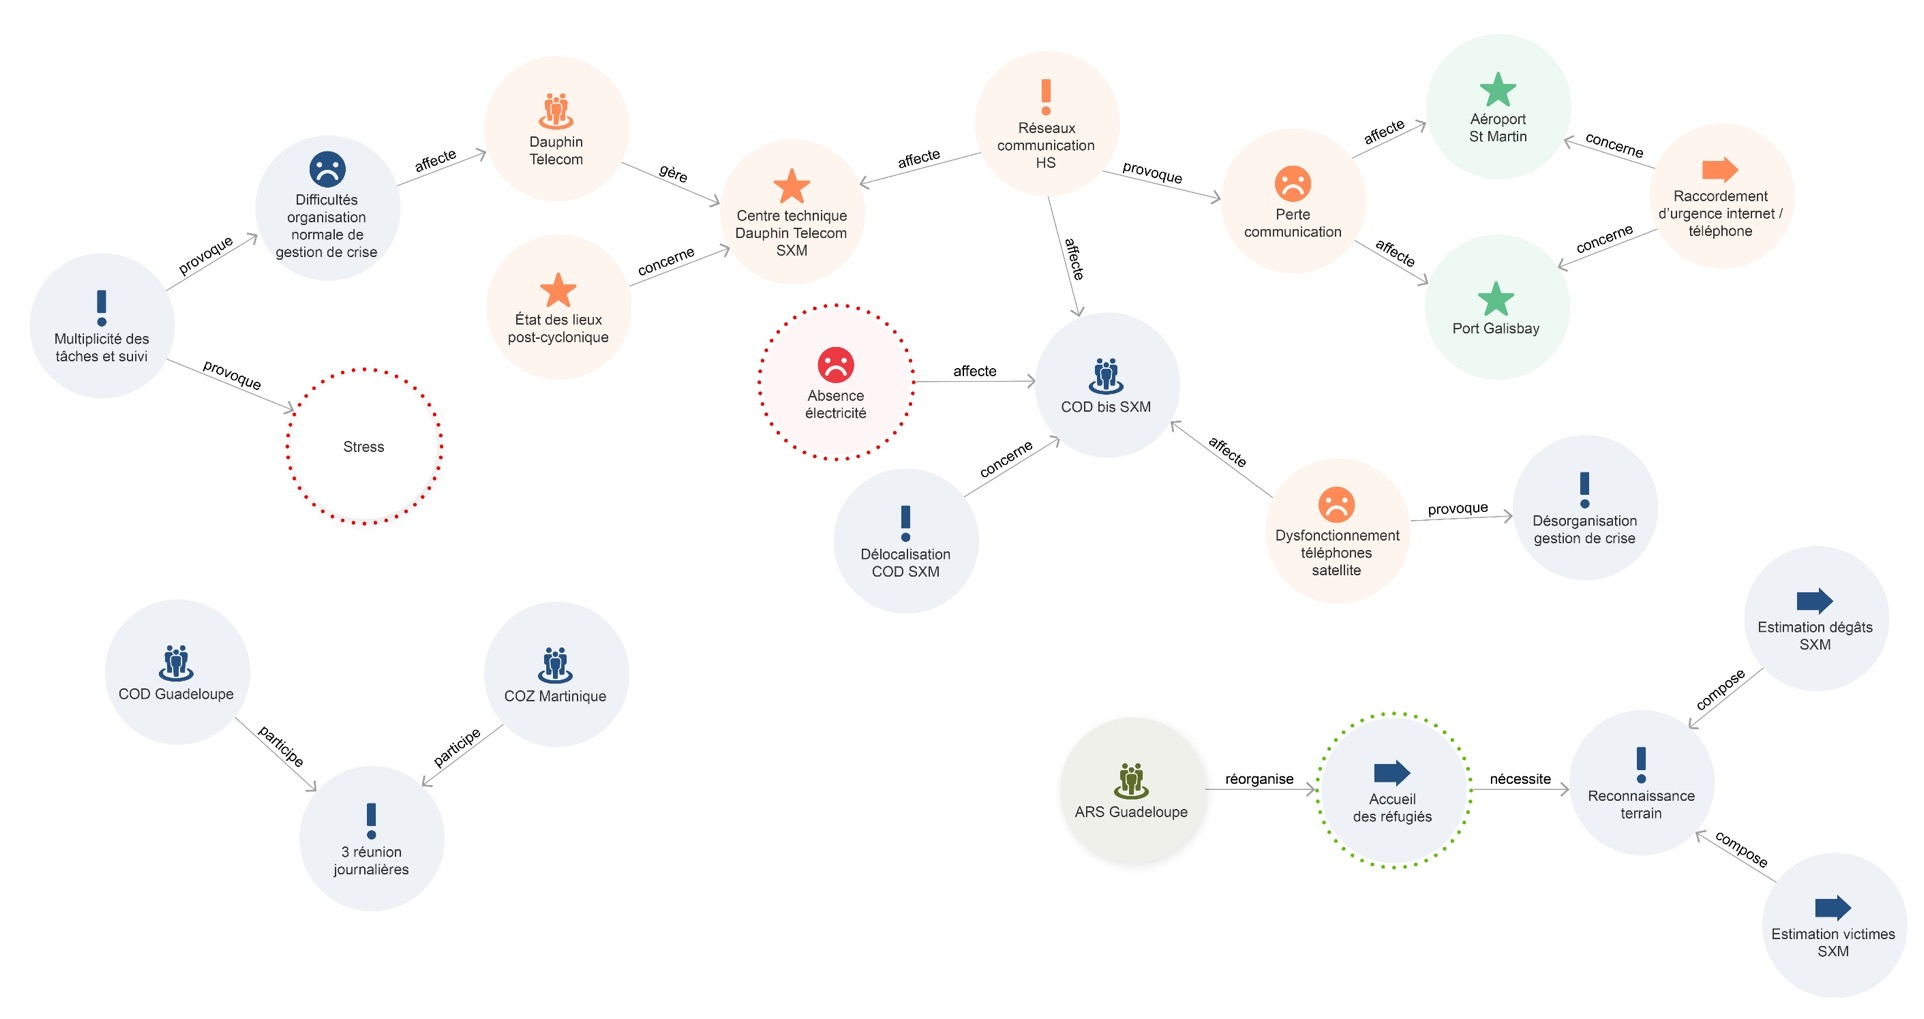 Dauphin
Telecom
Réseaux
communication
HS
Aéroport
St Martin
affecte
concerne
Difficultés
organisation
normale de
gestion de crise
affecte
gère
affecte
provoque
Centre technique
Dauphin Telecom
SXM
Perte
communication
Raccordement
d'urgence internet /
téléphone
provoque
concerne
affecte
affecte
concerne
Multiplicité des
tâches et suivi
État des lieux
post-cyclonique
Port Galisbay
provoque
Stress
Absence
électricité
affecte
COD bis SXM
concerne
affecte
Délocalisation
COD SXM
Dysfonctionnement
téléphones
satellite
provoque
Désorganisation
gestion de crise
COD Guadeloupe
COZ Martinique
participe
participe
3 réunion
journalières
Estimation dégâts
SXM
compose
ARS Guadeloupe
réorganise
Accueil
des réfugiés
nécessite
Reconnaissance
terrain
compose
Estimation victimes
SXM